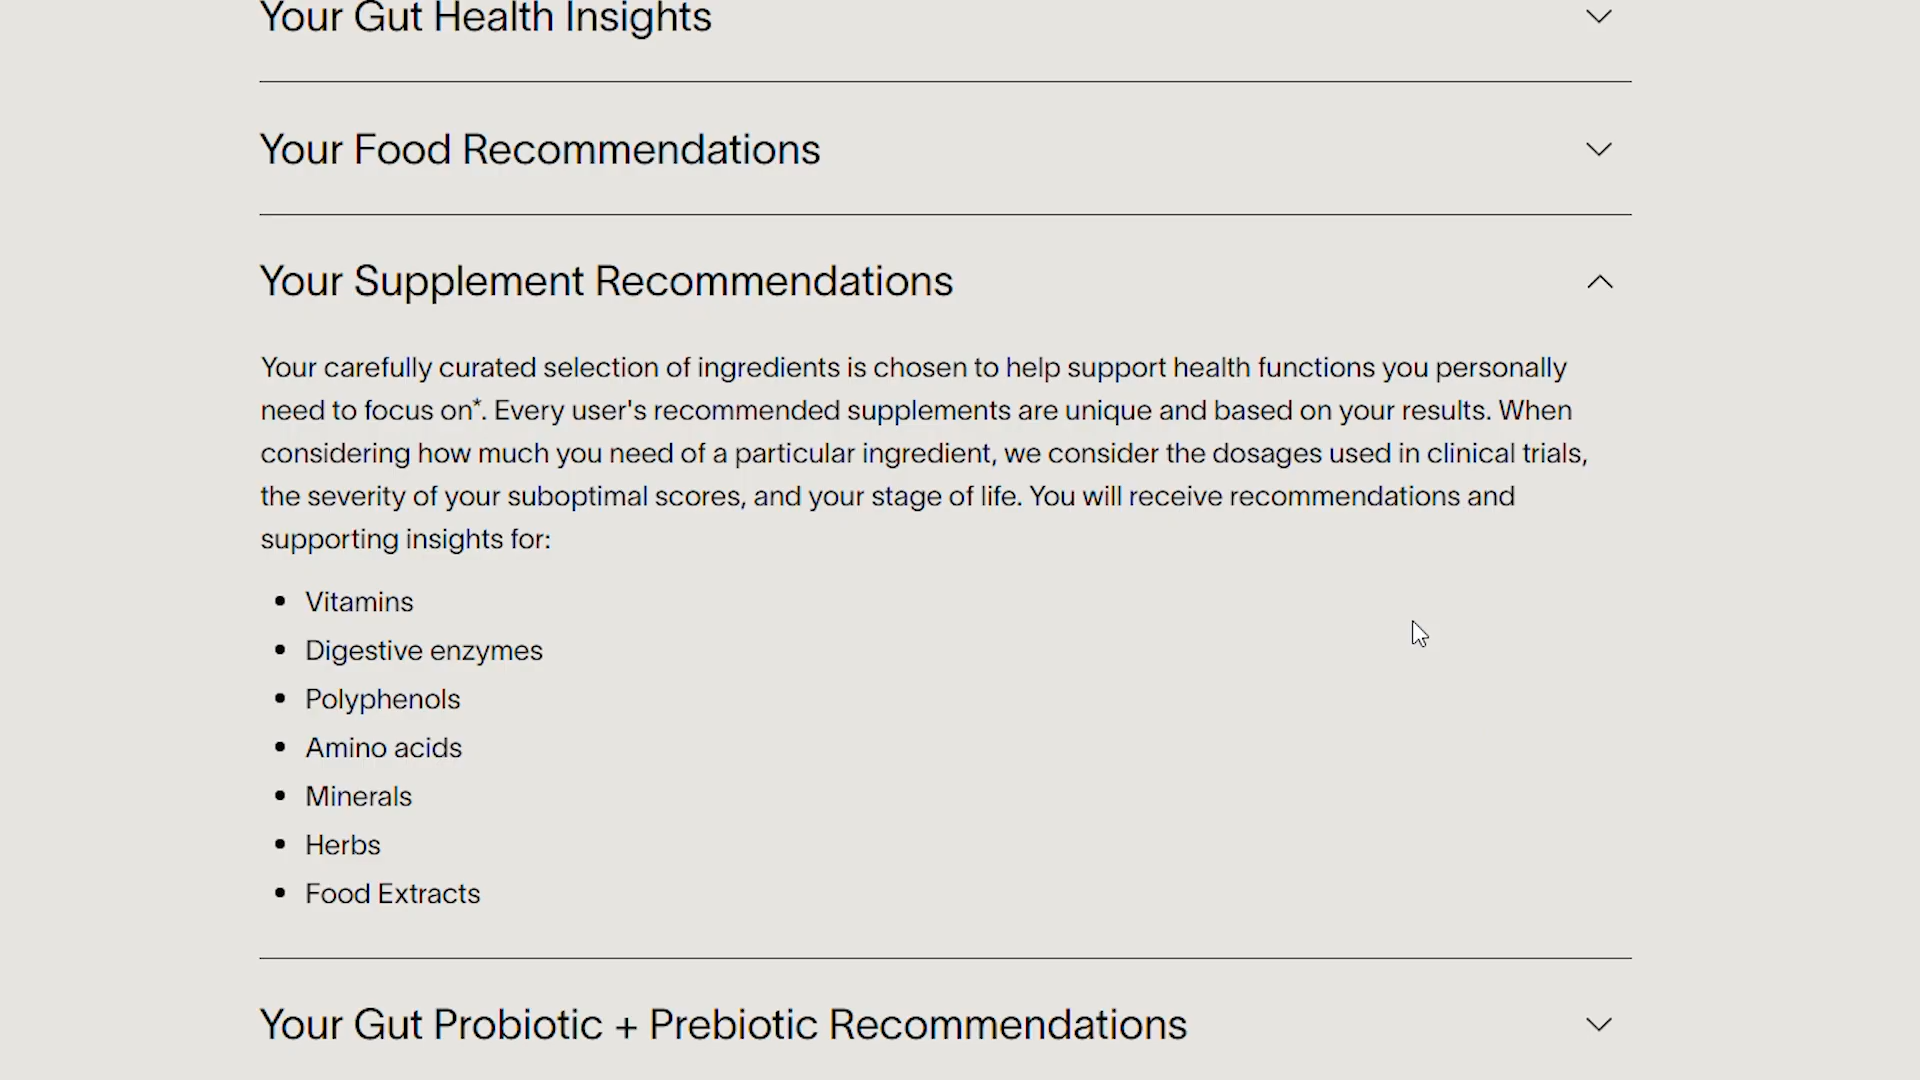 Your Gut Health Insights
Your Food Recommendations
Your Supplement Recommendations
Your carefully curated selection of ingredients is chosen to help support health functions you personally
need to focus on*. Every user's recommended supplements are unique and based on your results. When
considering how much you need of a particular ingredient, we consider the dosages used in clinical trials,
the severity of your suboptimal scores, and your stage of life. You will receive recommendations and
supporting insights for:
• Vitamins
• Digestive enzymes
• Polyphenols
• Amino acids
• Minerals
• Herbs
• Food Extracts
Your Gut Probiotic + Prebiotic Recommendations